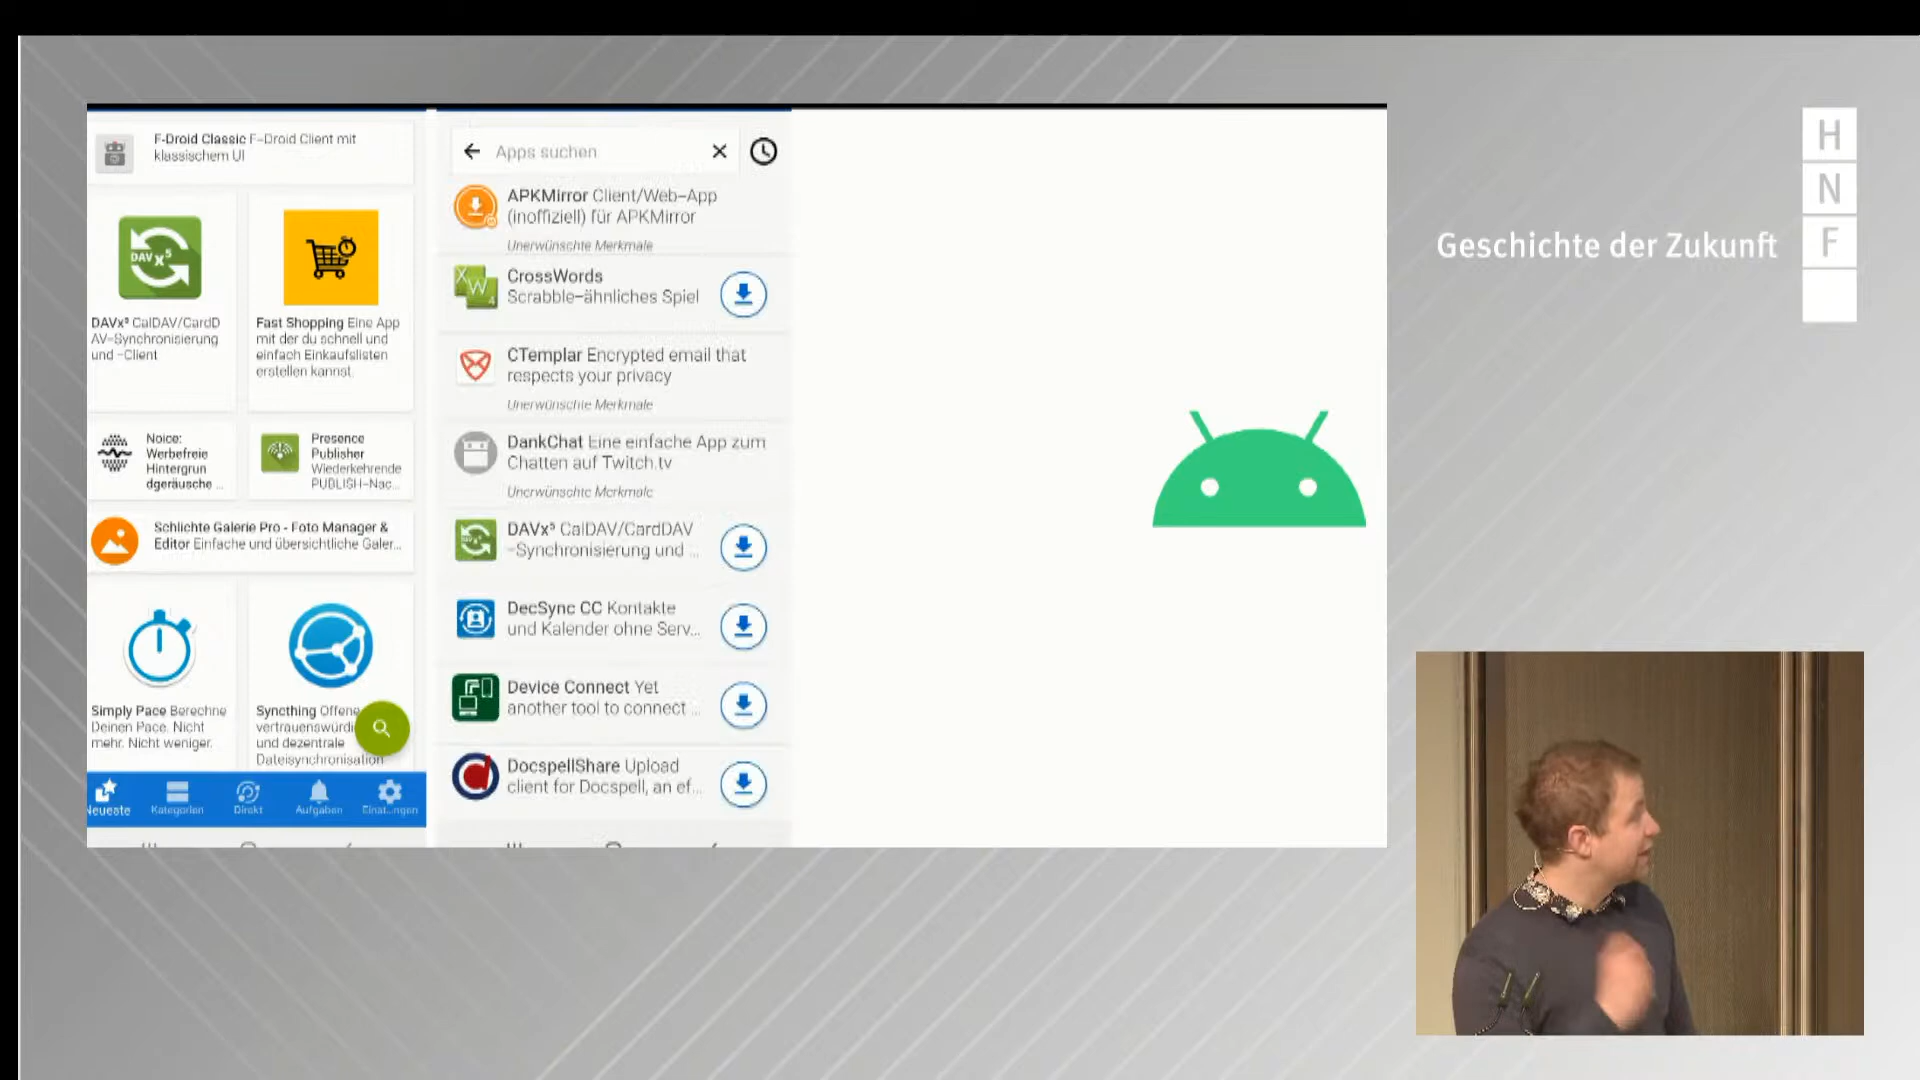 F-Droid Classic F-Droid Client mit
klassischem UI
DAVx⁵
DAVx⁵ CalDAV/CardD
AV-Synchronisierung
und -Client
Fast Shopping Eine App
mit der du schnell und
einfach Einkaufslisten
erstellen kannst.
Noice:
Werbefreie
Hintergrun
dgeräusche ...
Presence
Publisher
Wiederkehrende
PUBLISH-Nac...
Schlichte Galerie Pro - Foto Manager &
Editor Einfache und übersichtliche Galer...
Simply Pace Berechne
Deinen Pace. Nicht
mehr. Nicht weniger.
Syncthing Offene
vertrauenswürdi
und dezentrale
Dateisynchronisation
Neueste
Kategorien
Direkt
Aufgaben
Einst...ngen
Apps suchen
APKMirror Client/Web-App
(inoffiziell) für APKMirror
Unerwünschte Merkmale
XW4
CrossWords
Scrabble-ähnliches Spiel
CTemplar Encrypted email that
respects your privacy
Unerwünschte Merkmale
DankChat Eine einfache App zum
Chatten auf Twitch.tv
Unerwünschte Merkmale
DAVx⁵ CalDAV/CardDAV
-Synchronisierung und ...
DecSync CC Kontakte
und Kalender ohne Serv...
Device Connect Yet
another tool to connect ...
DocspellShare Upload
client for Docspell, an ef...
Geschichte der Zukunft
H
N
F